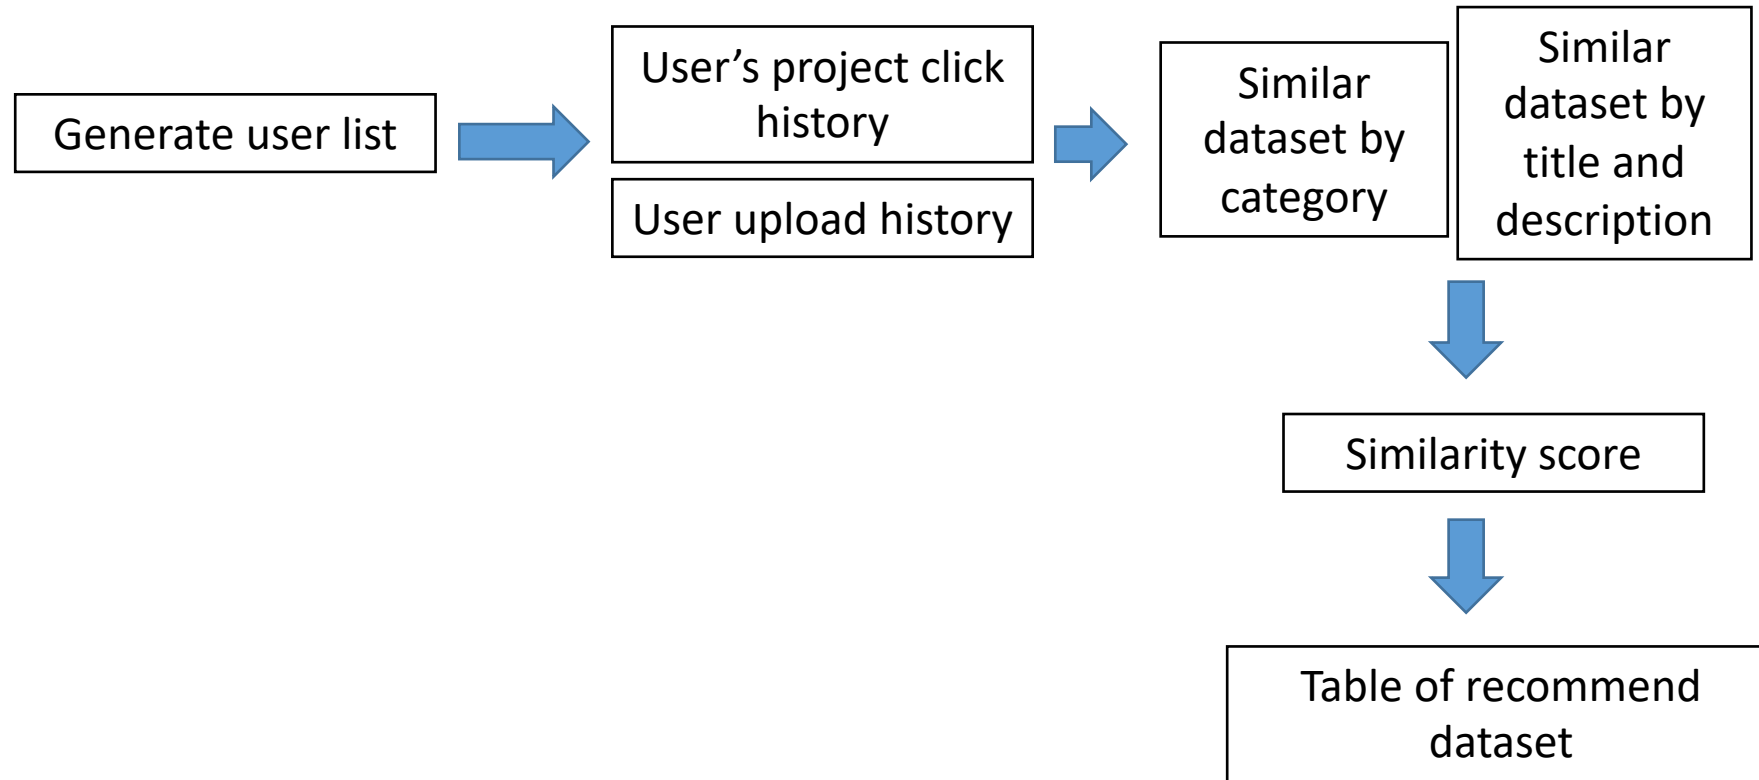 Generate user list
User’s project click
history
User upload history
Similar
dataset by
category
Similar
dataset by
title and
description
Similarity score
Table of recommend
dataset